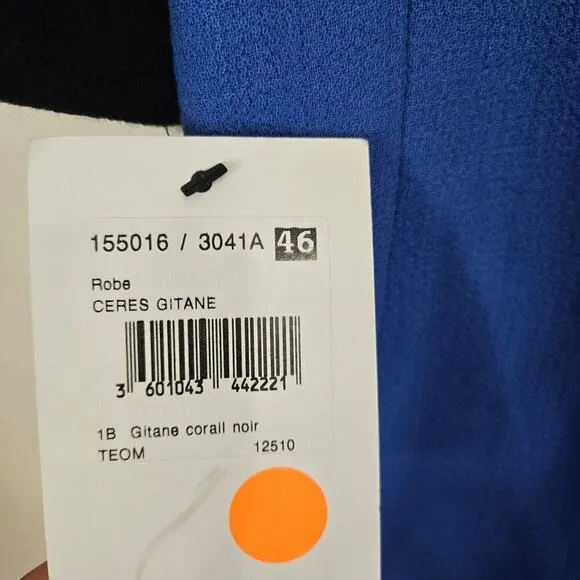 155016 / 3041A 46
Robe
CERES GITANE
3 601043 442221
1B Gitane corail noir
TEOM 12510